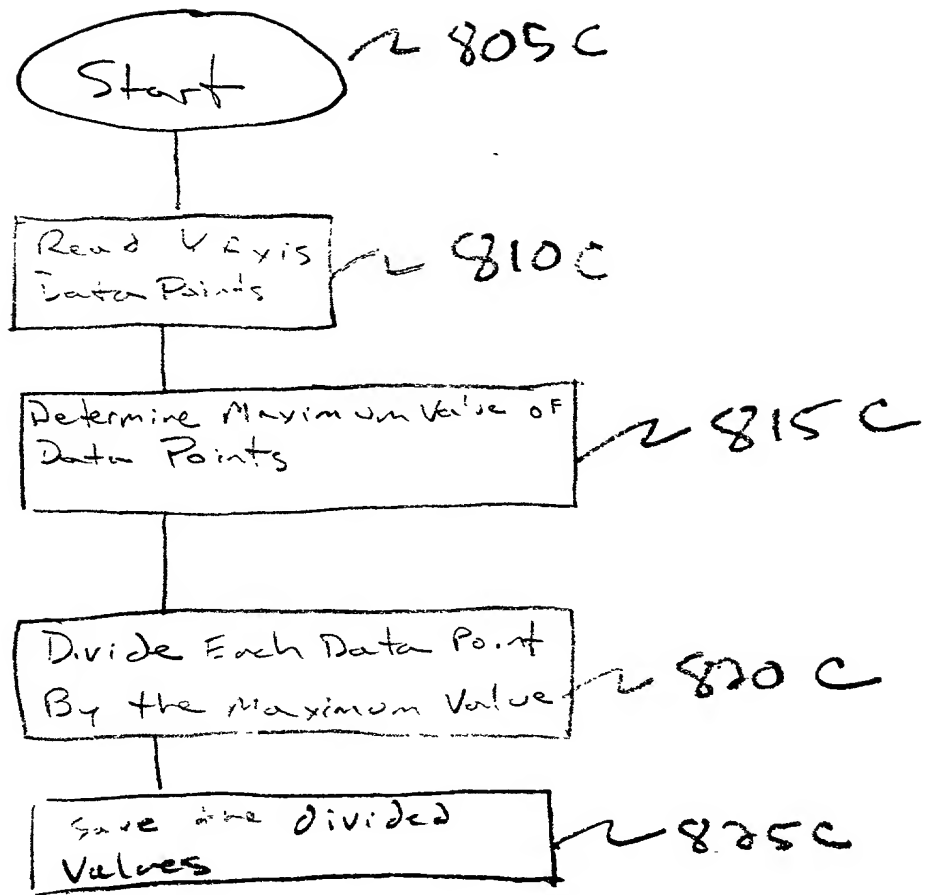 Start
805C
Read Y Axis
Data Points
810C
Determine Maximum Value of
Data Points
815C
Divide Each Data Point
By the Maximum Value
820C
Save the divided
Values
825C